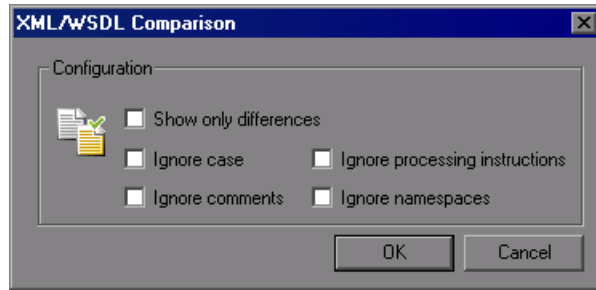 XML/WSDL Comparison
Configuration
Show only differences
Ignore case Ignore processing instructions
Ignore comments Ignore namespaces
OK Cancel